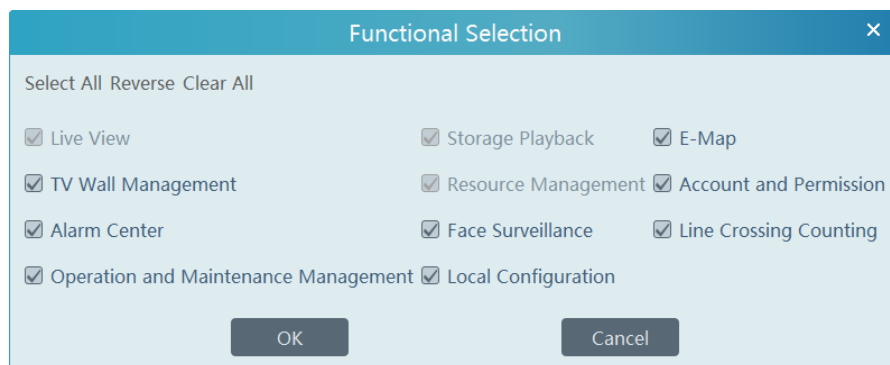 Functional Selection
Select All Reverse Clear All
Live View Storage Playback E-Map
TV Wall Management Resource Management Account and Permission
Alarm Center Face Surveillance Line Crossing Counting
Operation and Maintenance Management Local Configuration
OK Cancel